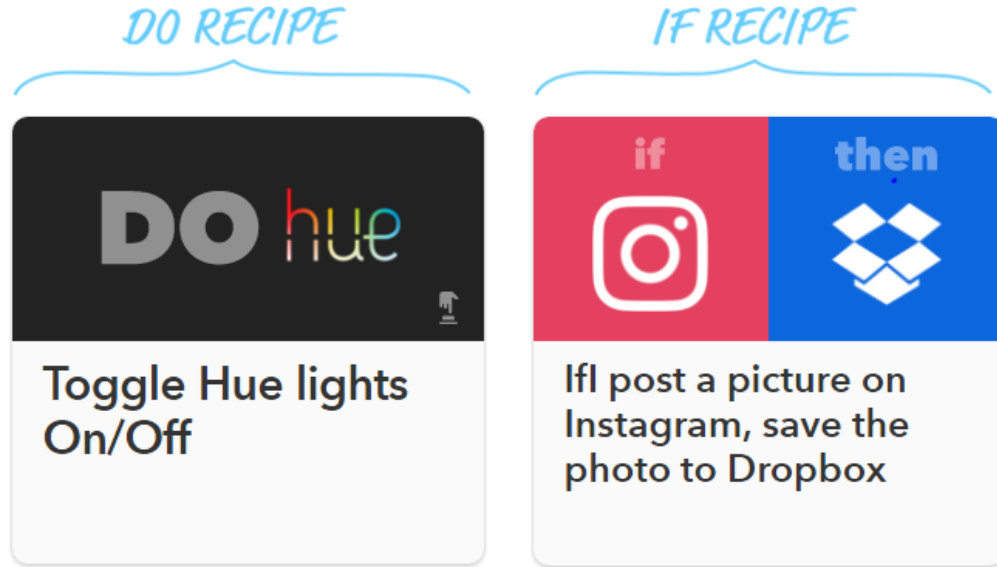 DO RECIPE
IF RECIPE
DO hue
if
then
Toggle Hue lights
On/Off
IfI post a picture on
Instagram, save the
photo to Dropbox